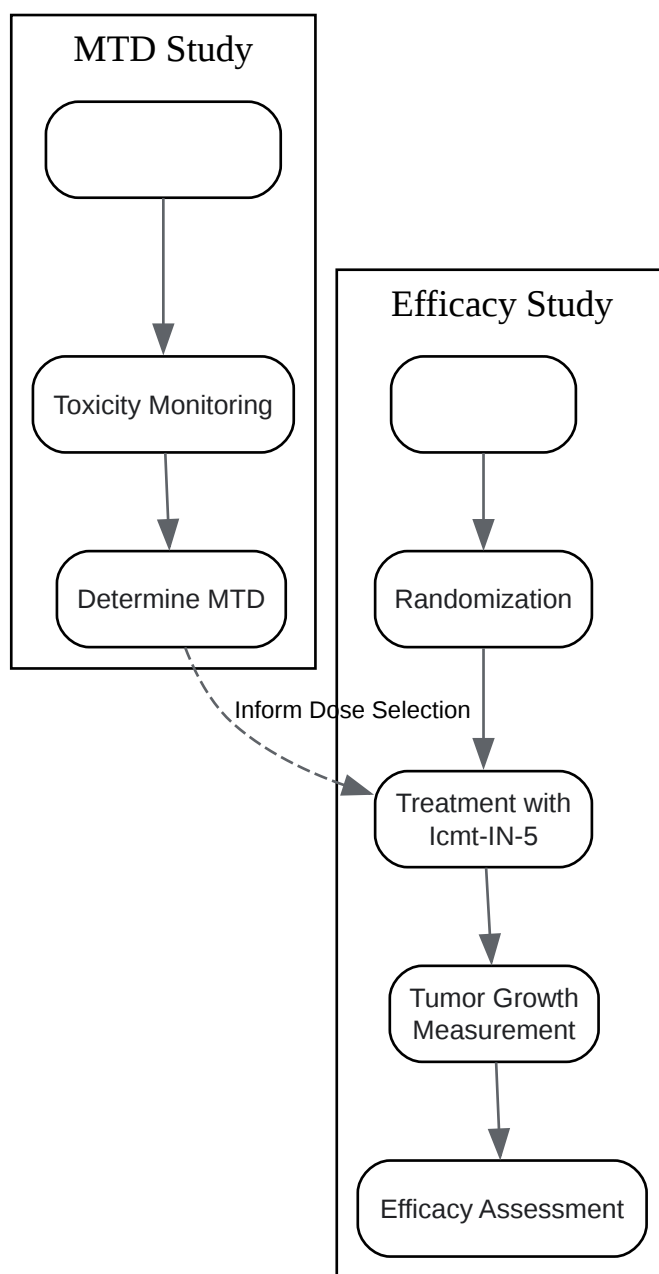 MTD Study
Toxicity Monitoring
Determine MTD
Inform Dose Selection
Efficacy Study
Randomization
Treatment with
Icmt-IN-5
Tumor Growth
Measurement
Efficacy Assessment